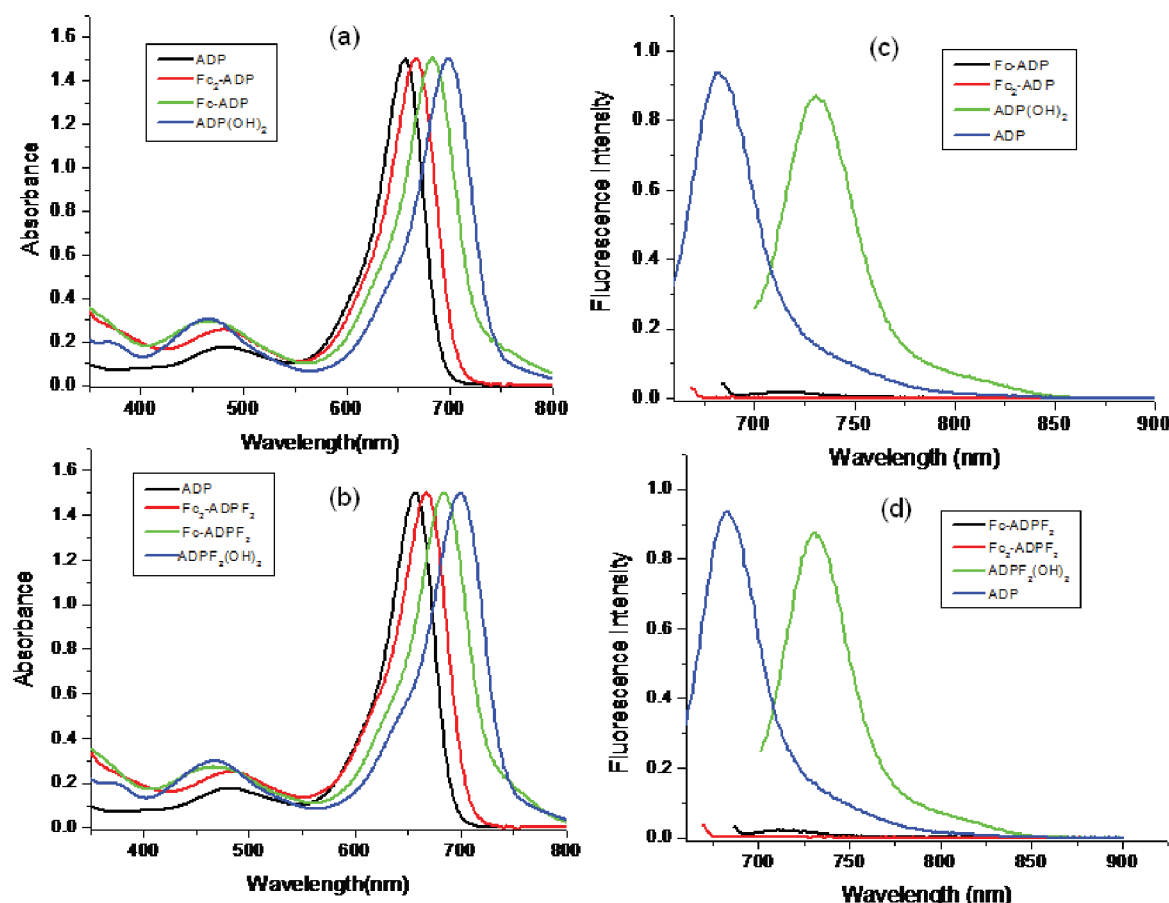 (a)
ADP
Fc₂-ADP
Fc-ADP
ADP(OH)₂
Absorbance
1.6
1.4
1.2
1.0
0.8
0.6
0.4
0.2
0.0
400 500 600 700 800
Wavelength(nm)
(c)
Fc-ADP
Fc₂-ADP
ADP(OH)₂
ADP
Fluorescence Intensity
1.0
0.8
0.6
0.4
0.2
0.0
700 750 800 850 900
Wavelength (nm)
(b)
ADP
Fc₂-ADPF₂
Fc-ADPF₂
ADPF₂(OH)₂
Absorbance
1.6
1.4
1.2
1.0
0.8
0.6
0.4
0.2
0.0
400 500 600 700 800
Wavelength(nm)
(d)
Fc-ADPF₂
Fc₂-ADPF₂
ADPF₂(OH)₂
ADP
Fluorescence Intensity
1.0
0.8
0.6
0.4
0.2
0.0
700 750 800 850 900
Wavelength (nm)